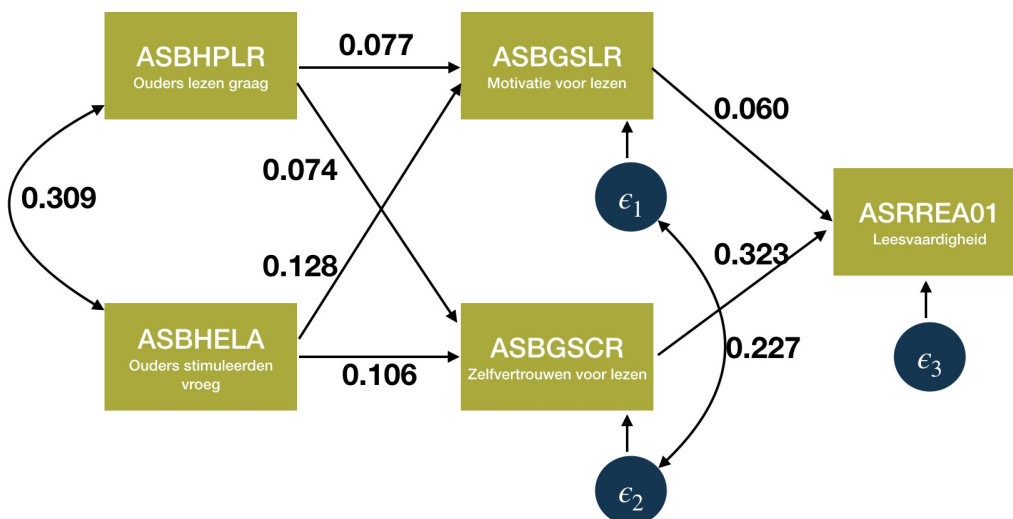 ASBHPLR
Ouders lezen graag
0.077
ASBGSLR
Motivatie voor lezen
0.060
0.074
0.309
ϵ1
ASRREA01
Leesvaardigheid
0.128
0.323
ASBHELA
Ouders stimuleerden
vroeg
0.106
ASBGSCR
Zelfvertrouwen voor lezen
0.227
ϵ3
ϵ2